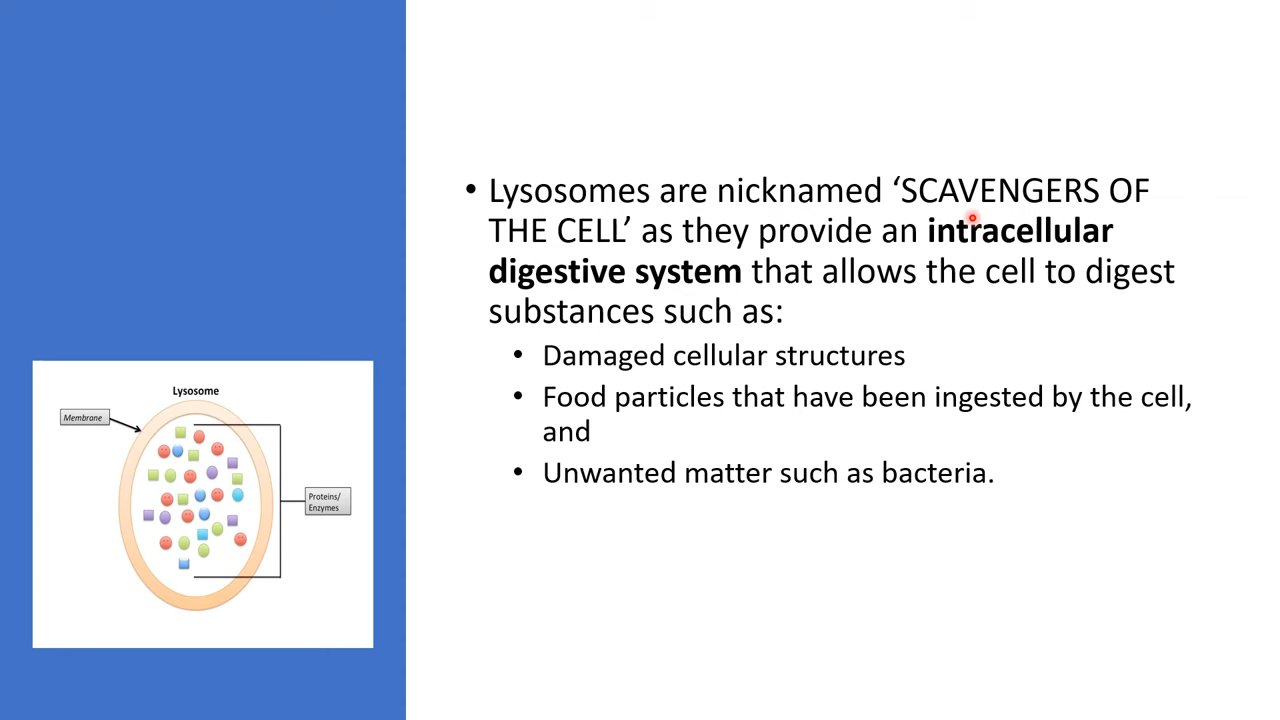 • Lysosomes are nicknamed ‘SCAVENGERS OF
THE CELL’ as they provide an intracellular
digestive system that allows the cell to digest
substances such as:
• Damaged cellular structures
• Food particles that have been ingested by the cell,
and
• Unwanted matter such as bacteria.
Lysosome
Membrane
Proteins/
Enzymes